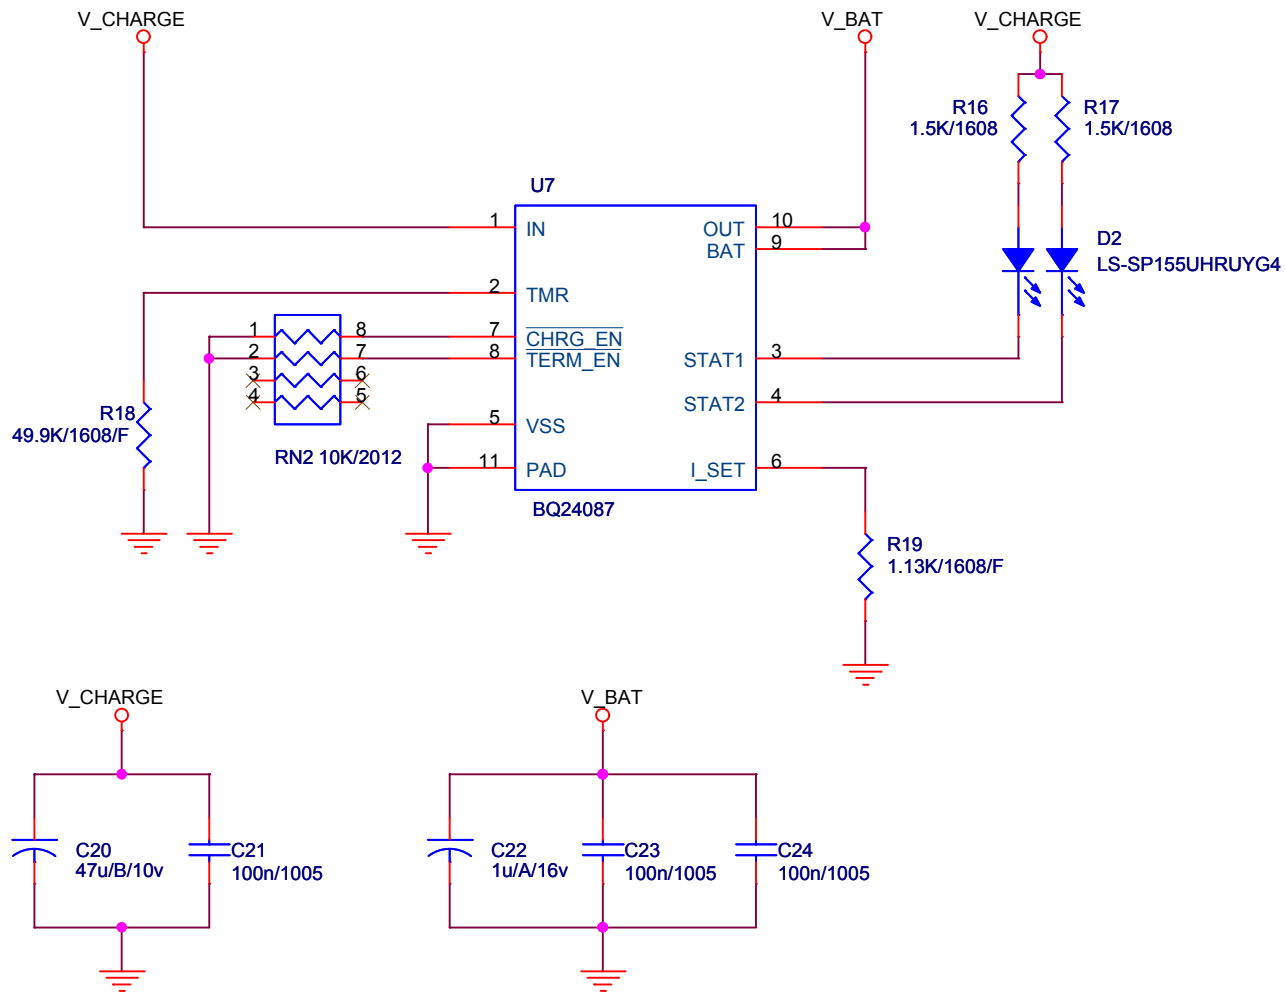 V_CHARGE
V_BAT
V_CHARGE
R16
1.5K/1608
R17
1.5K/1608
U7
1
IN
OUT
10
BAT
9
D2
LS-SP155UHRUYG4
2
TMR
1
8
7
CHRG_EN
2
7
8
TERM_EN
3
6
4
5
STAT1
3
STAT2
4
R18
49.9K/1608/F
RN2 10K/2012
5
VSS
11
PAD
I_SET
6
BQ24087
R19
1.13K/1608/F
V_CHARGE
V_BAT
C20
47u/B/10v
C21
100n/1005
C22
1u/A/16v
C23
100n/1005
C24
100n/1005